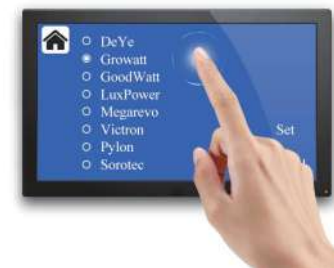 DeYe
Growatt
GoodWatt
LuxPower
Megarevo
Victron
Pylon
Sorotec
Set